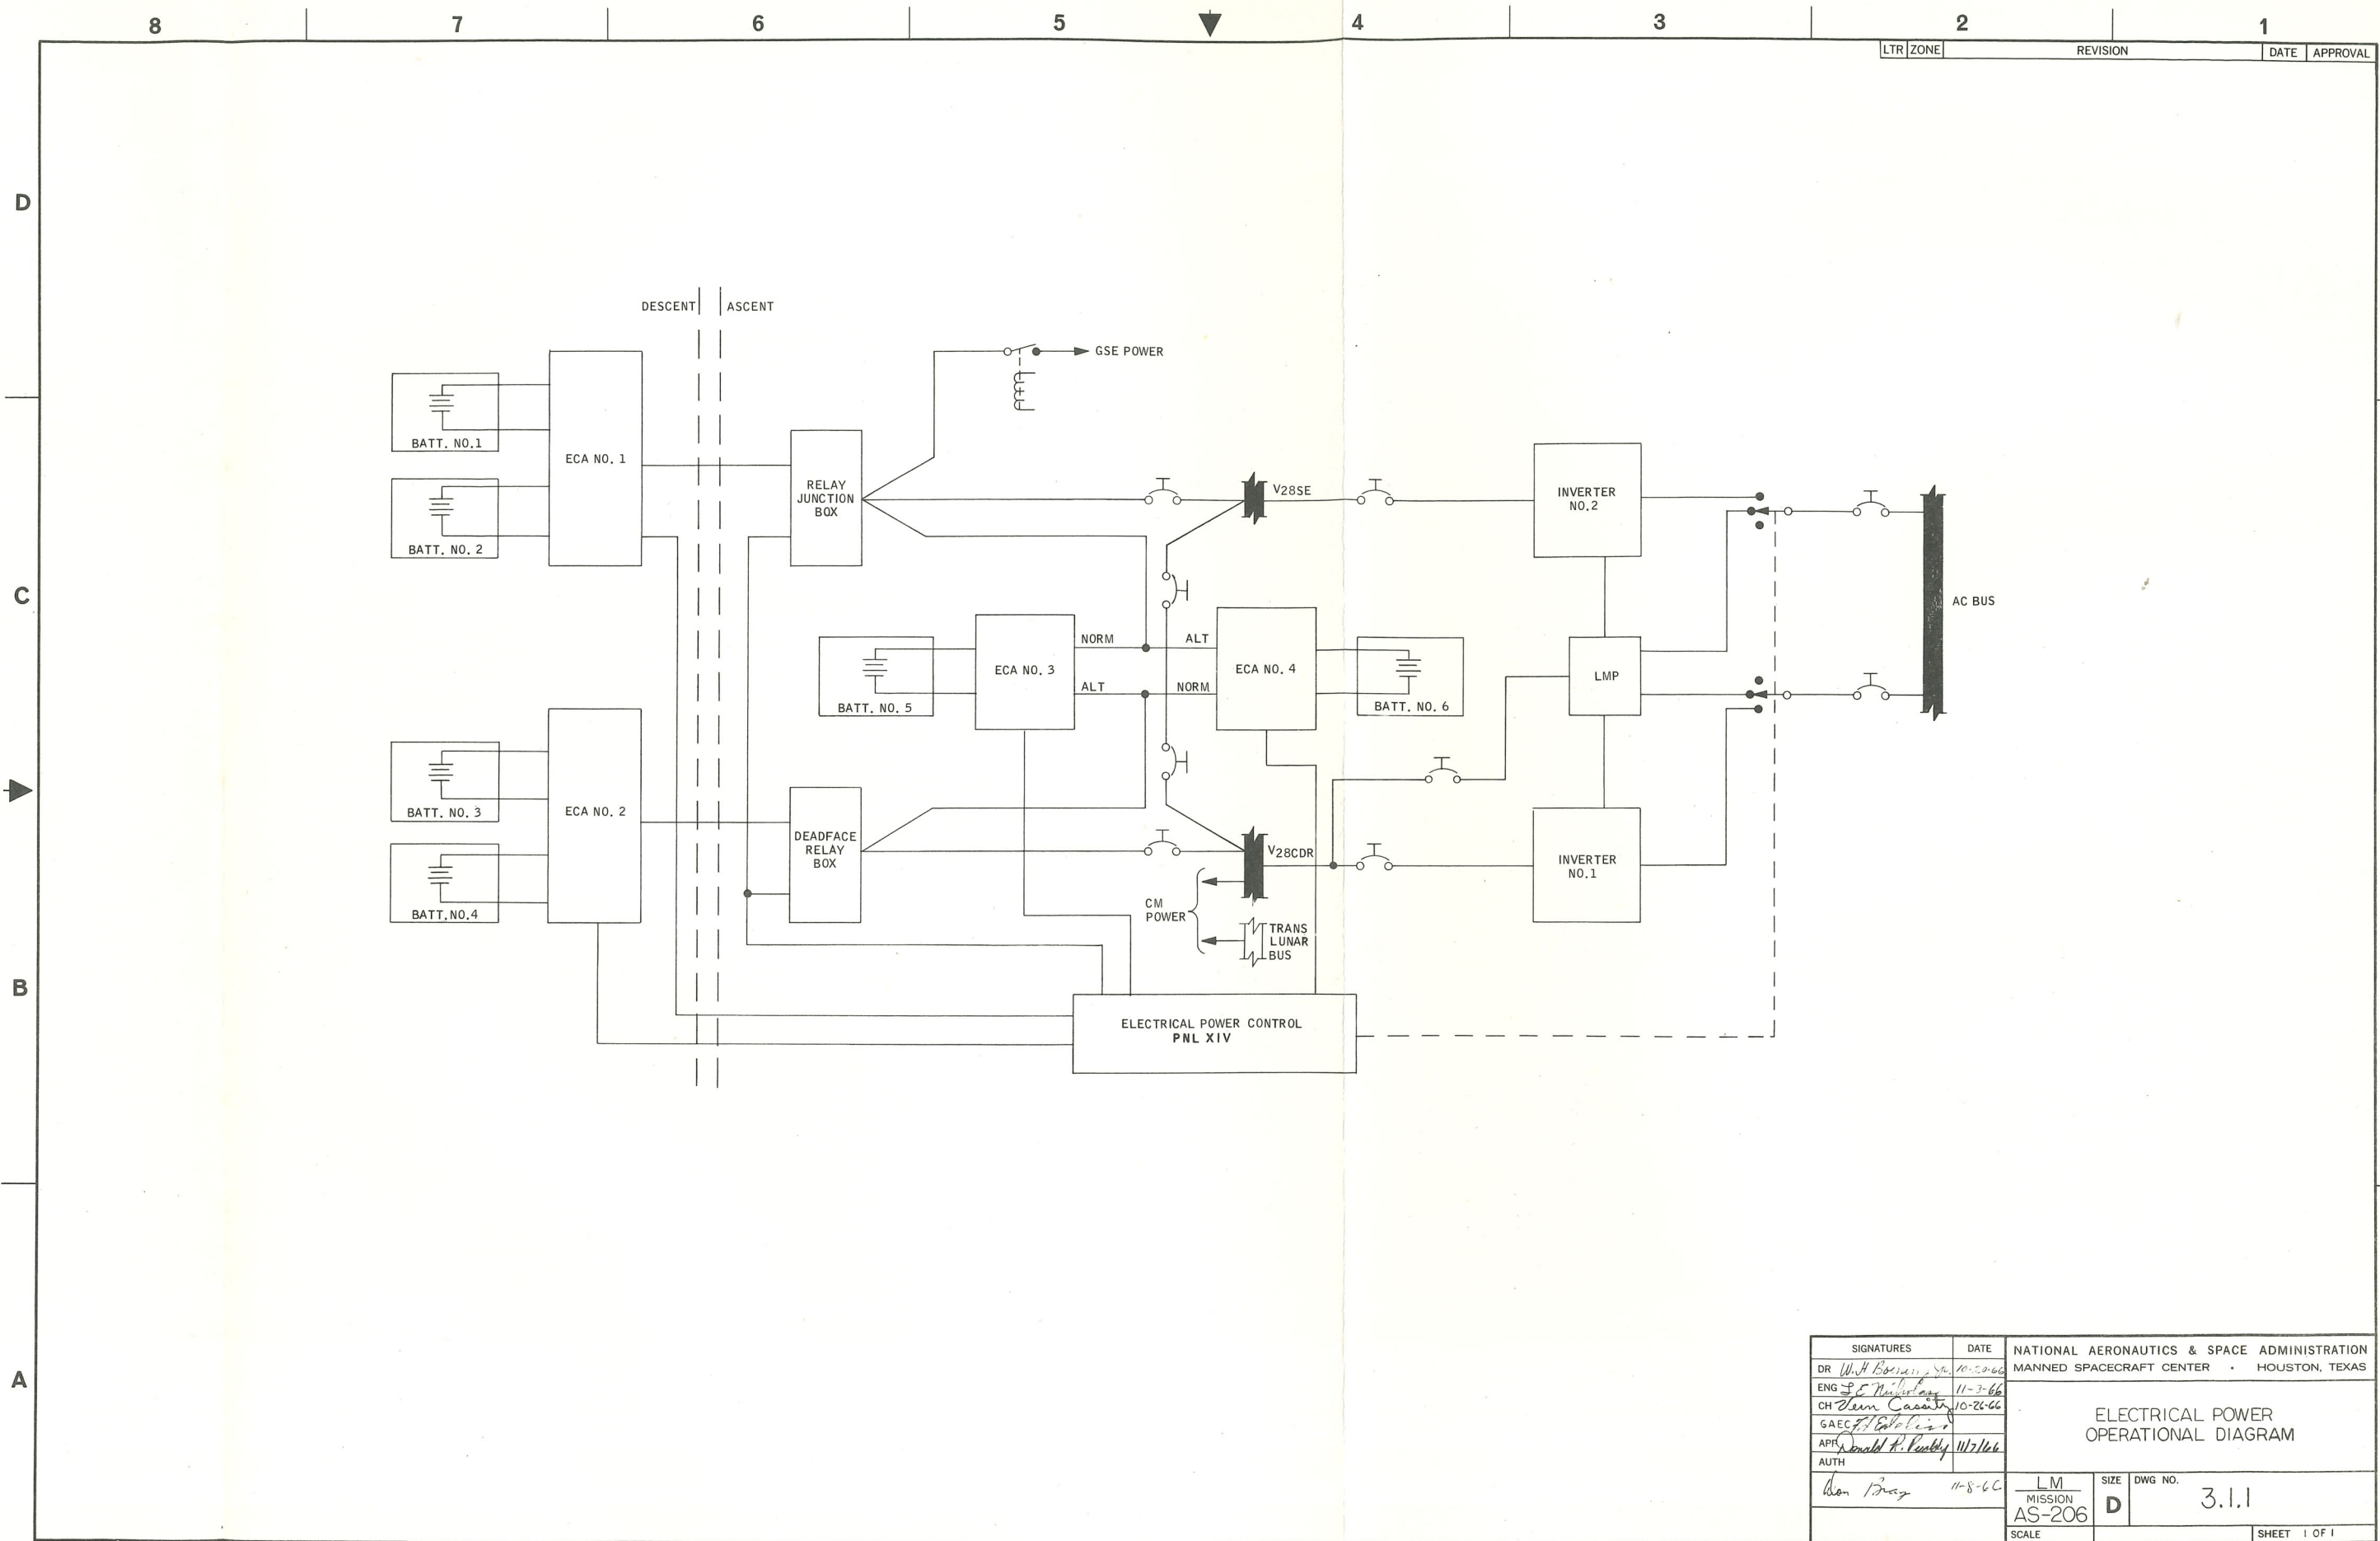 8 7 6 5 4 3 2 1
LTR ZONE REVISION DATE APPROVAL
D
C
B
A
DESCENT ASCENT
GSE POWER
BATT. NO.1
ECA NO. 1
BATT. NO. 2
RELAY
JUNCTION
BOX
V28SE
INVERTER
NO.2
AC BUS
NORM ALT
ECA NO. 3
ECA NO. 4
ALT NORM
BATT. NO. 5
BATT. NO. 6
LMP
BATT. NO. 3
ECA NO. 2
BATT.NO.4
DEADFACE
RELAY
BOX
V28CDR
INVERTER
NO.1
CM
POWER
TRANS
LUNAR
BUS
ELECTRICAL POWER CONTROL
PNL XIV
SIGNATURES DATE
DR W.H. 10-20-66
ENG 11-3-66
CH Vern Cassity 10-26-66
GAEC
APP Donald R. 11/7/66
AUTH
Don Bray 11-8-66
NATIONAL AERONAUTICS & SPACE ADMINISTRATION
MANNED SPACECRAFT CENTER • HOUSTON, TEXAS
ELECTRICAL POWER
OPERATIONAL DIAGRAM
LM
MISSION
AS-206
SIZE
D
DWG NO.
3.1.1
SCALE
SHEET 1 OF 1